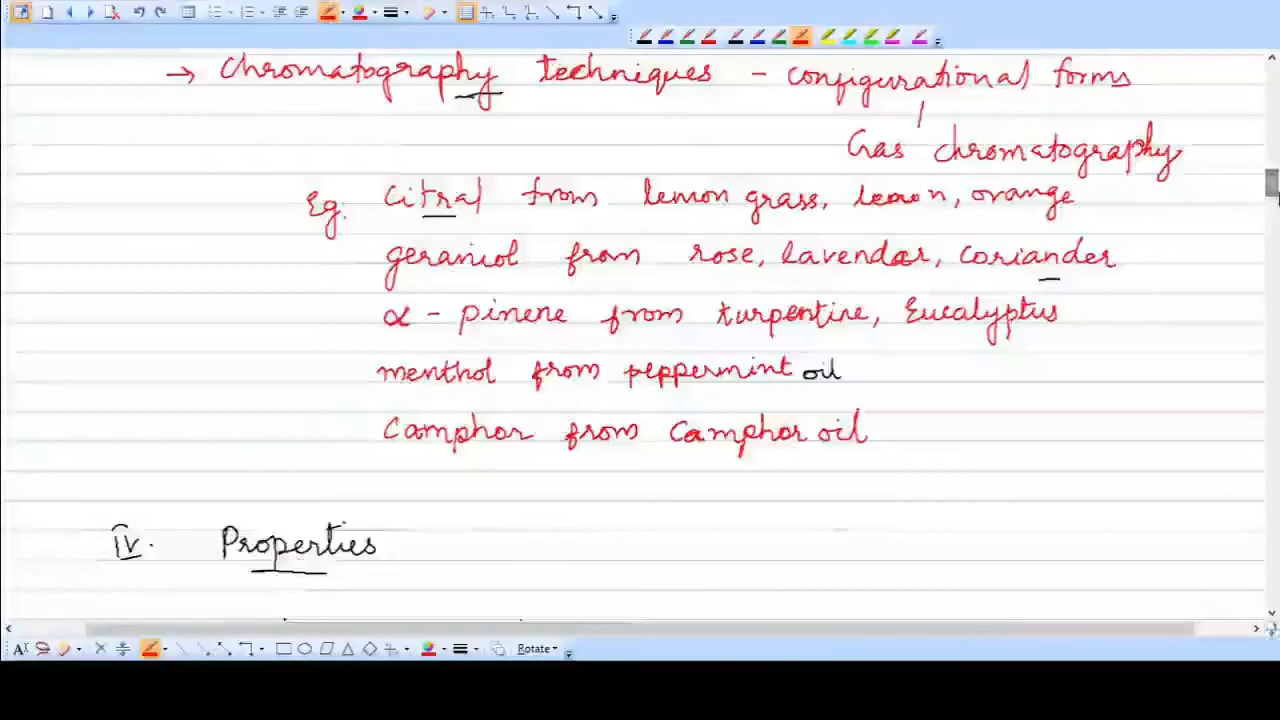 → Chromatography techniques - configurational forms
Gas chromatography
Eg. Citral from lemon grass, lemon, orange
geraniol from rose, lavendar, coriander
α - pinene from turpentine, Eucalyptus
menthol from peppermint oil
Camphor from Camphor oil
IV. Properties
Rotate